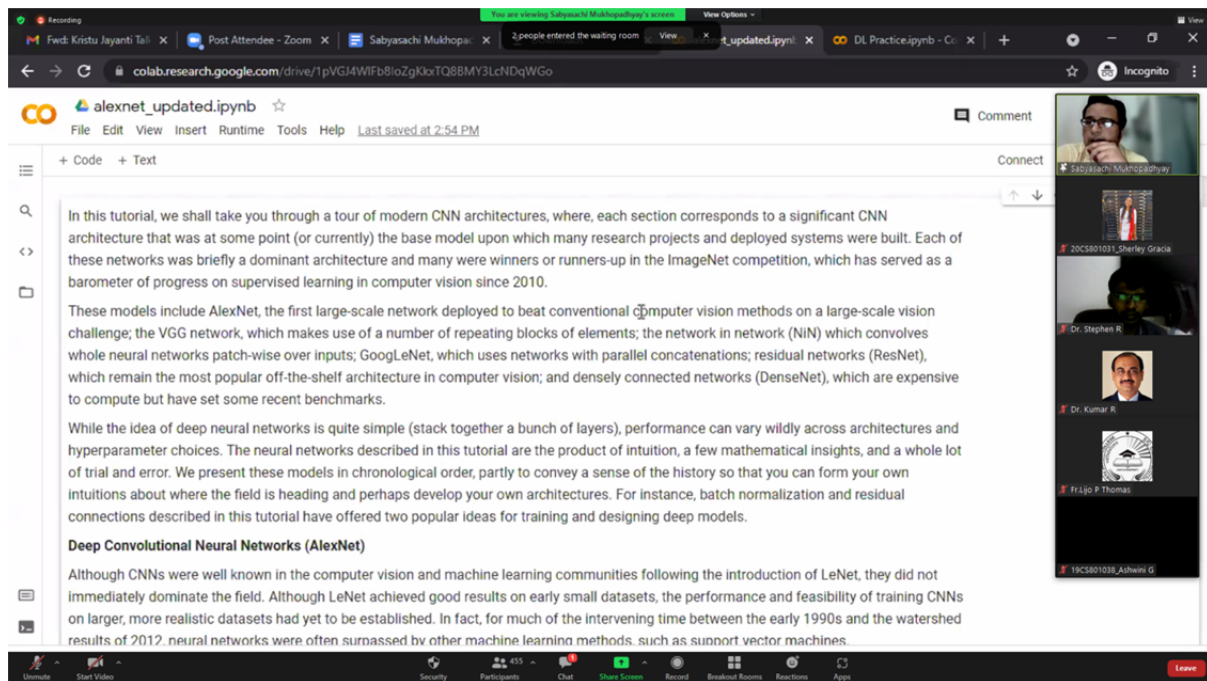 Recording
You are viewing Sabyasachi Mukhopadhyay's screen
View Options
View
Fwd: Kristu Jayanti Tal
Post Attendee - Zoom
Sabyasachi Mukhopac
2 people entered the waiting room
View
t_updated.ipynb
DL Practice.ipynb - Co
colab.research.google.com/drive/
Incognito
alexnet_updated.ipynb
File Edit View Insert Runtime Tools Help Last saved at 2:54 PM
Comment
+ Code + Text
Connect
In this tutorial, we shall take you through a tour of modern CNN architectures, where, each section corresponds to a significant CNN
architecture that was at some point (or currently) the base model upon which many research projects and deployed systems were built. Each of
these networks was briefly a dominant architecture and many were winners or runners-up in the ImageNet competition, which has served as a
barometer of progress on supervised learning in computer vision since 2010.
These models include AlexNet, the first large-scale network deployed to beat conventional computer vision methods on a large-scale vision
challenge; the VGG network, which makes use of a number of repeating blocks of elements; the network in network (NiN) which convolves
whole neural networks patch-wise over inputs; GoogLeNet, which uses networks with parallel concatenations; residual networks (ResNet),
which remain the most popular off-the-shelf architecture in computer vision; and densely connected networks (DenseNet), which are expensive
to compute but have set some recent benchmarks.
While the idea of deep neural networks is quite simple (stack together a bunch of layers), performance can vary wildly across architectures and
hyperparameter choices. The neural networks described in this tutorial are the product of intuition, a few mathematical insights, and a whole lot
of trial and error. We present these models in chronological order, partly to convey a sense of the history so that you can form your own
intuitions about where the field is heading and perhaps develop your own architectures. For instance, batch normalization and residual
connections described in this tutorial have offered two popular ideas for training and designing deep models.
Deep Convolutional Neural Networks (AlexNet)
Although CNNs were well known in the computer vision and machine learning communities following the introduction of LeNet, they did not
immediately dominate the field. Although LeNet achieved good results on early small datasets, the performance and feasibility of training CNNs
on larger, more realistic datasets had yet to be established. In fact, for much of the intervening time between the early 1990s and the watershed
results of 2012, neural networks were often surpassed by other machine learning methods, such as support vector machines.
Sabyasachi Mukhopadhyay
20CS801031_Sherley Gracia
Dr. Stephen R
Dr. Kumar R
Fr.Lijo P Thomas
19CS801038_Ashwini G
Unmute
Start Video
Security
455
Participants
1
Chat
Share Screen
Record
Breakout Rooms
Reactions
Apps
Leave